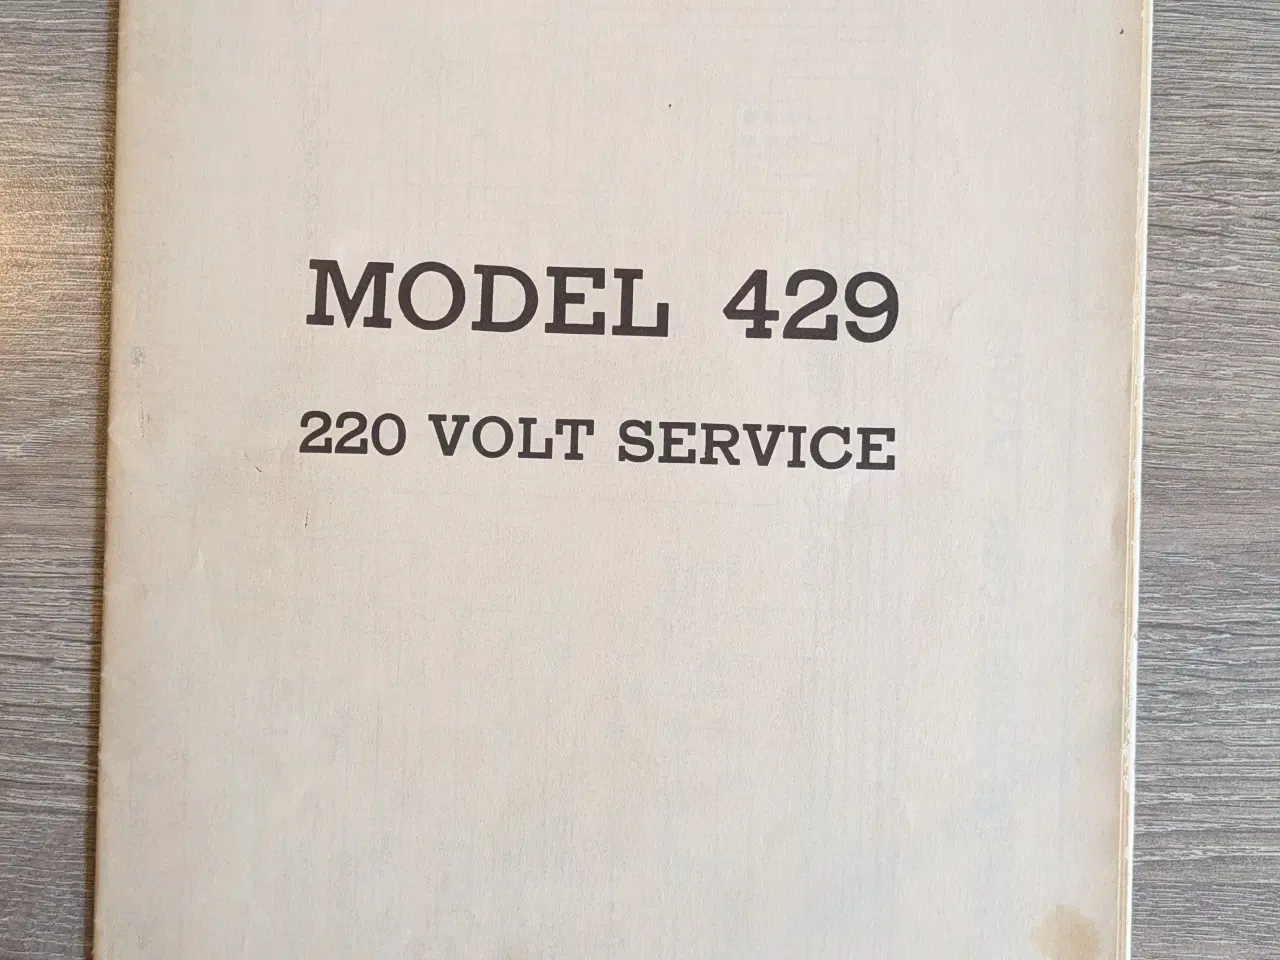 MODEL 429
220 VOLT SERVICE